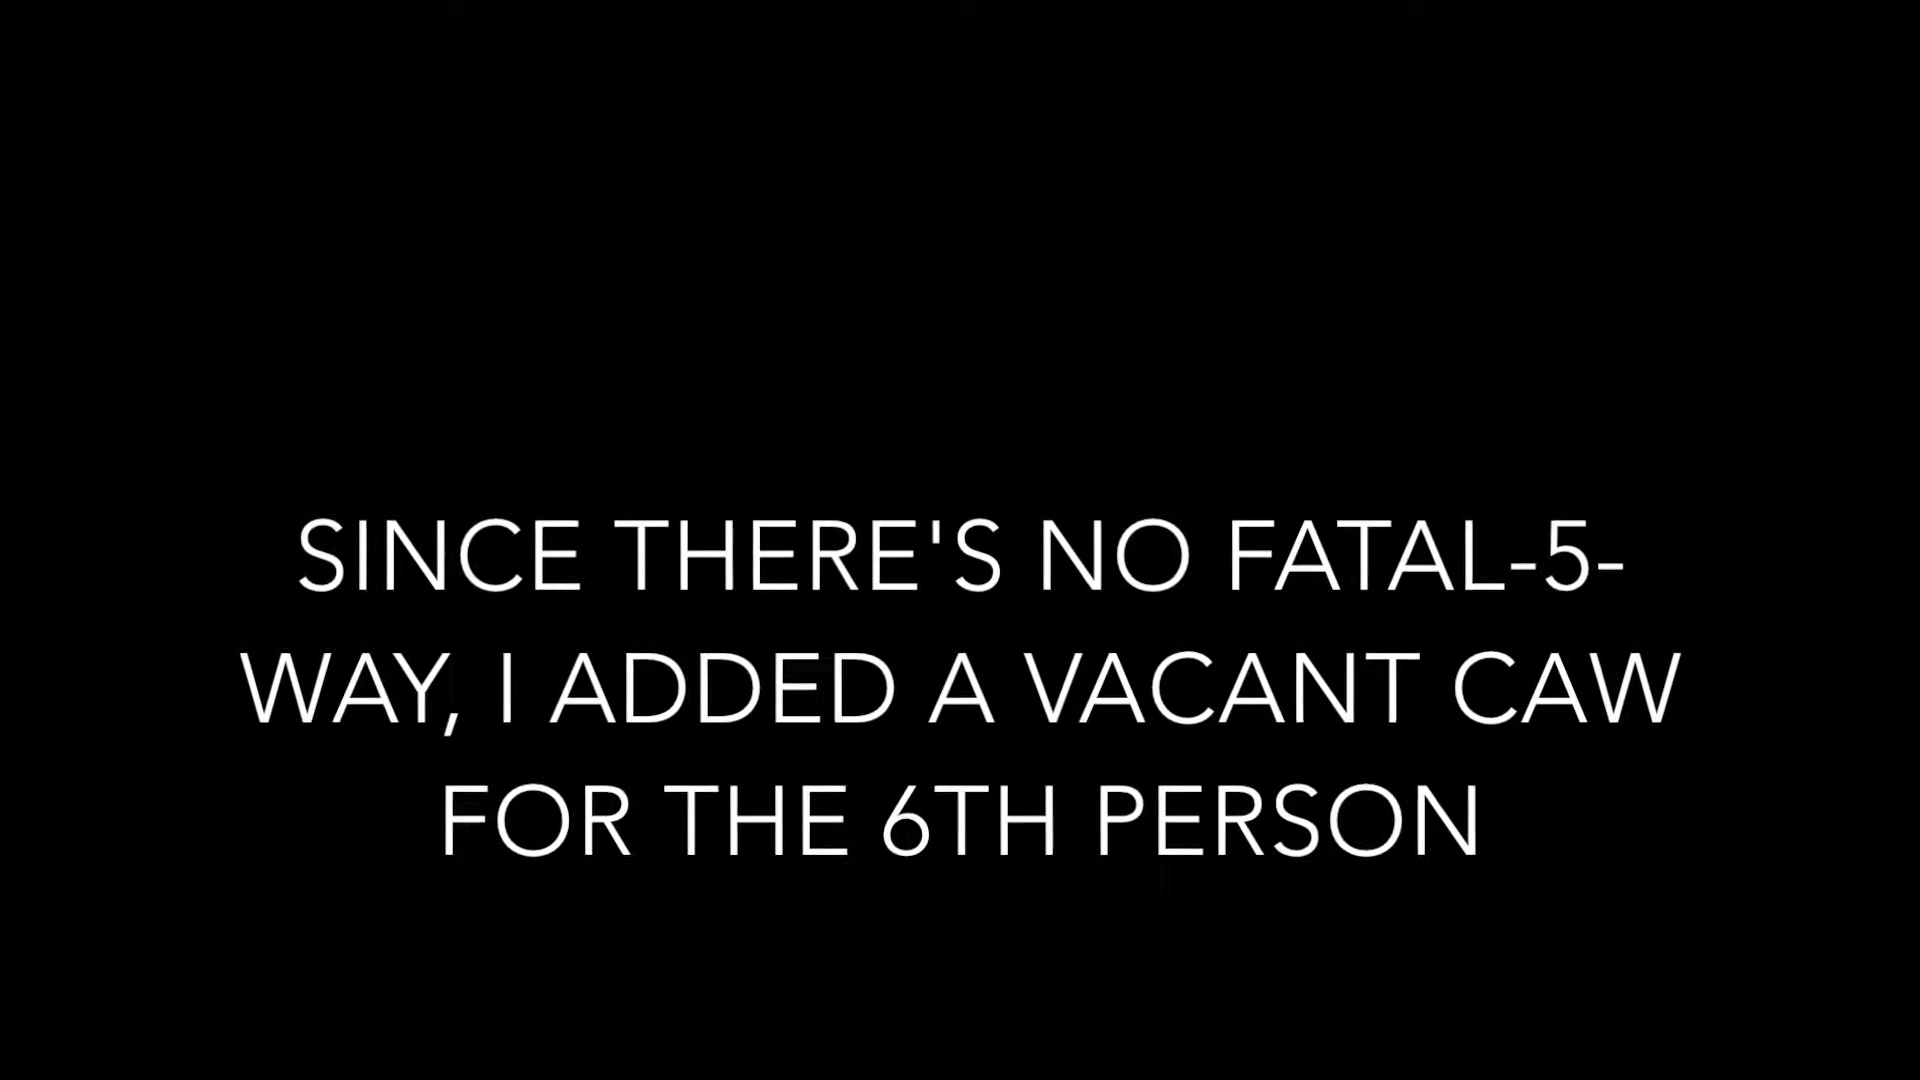 SINCE THERE'S NO FATAL-5-
WAY, I ADDED A VACANT CAW
FOR THE 6TH PERSON